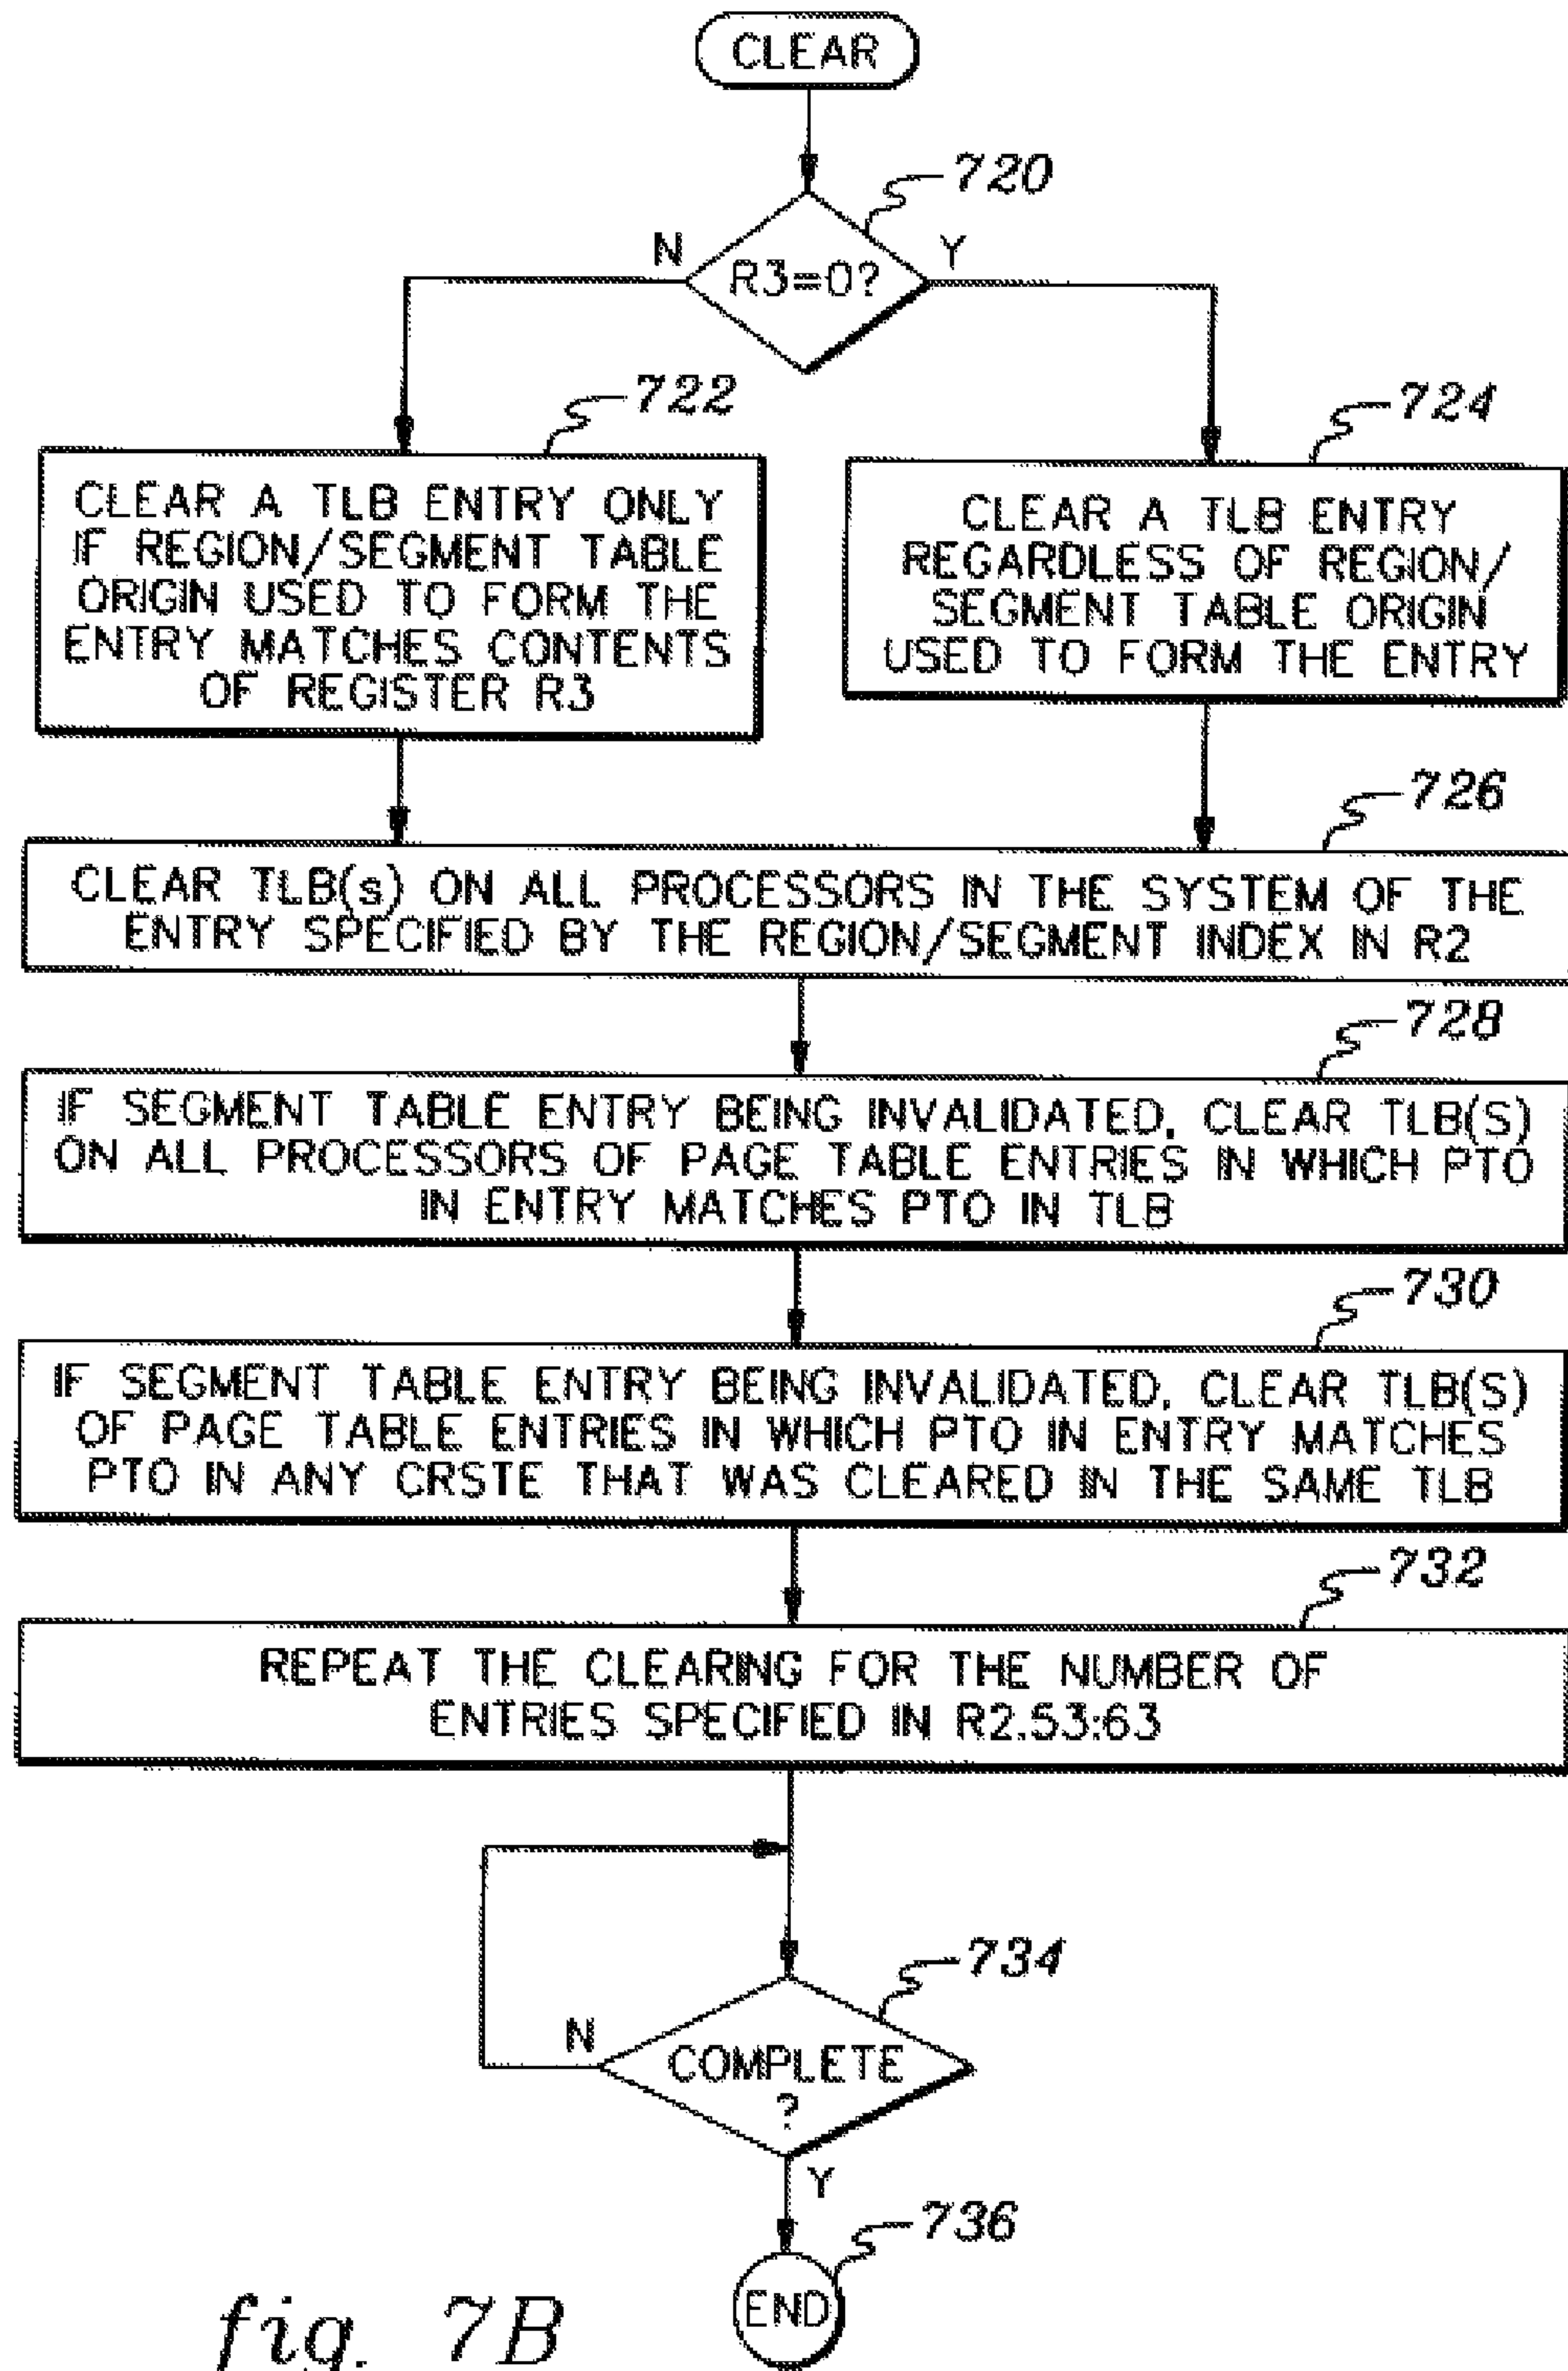 CLEAR
720
N
Y
R3=0?
722
724
CLEAR A TLB ENTRY ONLY
IF REGION/SEGMENT TABLE
ORIGIN USED TO FORM THE
ENTRY MATCHES CONTENTS
OF REGISTER R3
CLEAR A TLB ENTRY
REGARDLESS OF REGION/
SEGMENT TABLE ORIGIN
USED TO FORM THE ENTRY
726
CLEAR TLB(s) ON ALL PROCESSORS IN THE SYSTEM OF THE
ENTRY SPECIFIED BY THE REGION/SEGMENT INDEX IN R2
728
IF SEGMENT TABLE ENTRY BEING INVALIDATED, CLEAR TLB(S)
ON ALL PROCESSORS OF PAGE TABLE ENTRIES IN WHICH PTO
IN ENTRY MATCHES PTO IN TLB
730
IF SEGMENT TABLE ENTRY BEING INVALIDATED, CLEAR TLB(S)
OF PAGE TABLE ENTRIES IN WHICH PTO IN ENTRY MATCHES
PTO IN ANY CRSTE THAT WAS CLEARED IN THE SAME TLB
732
REPEAT THE CLEARING FOR THE NUMBER OF
ENTRIES SPECIFIED IN R2.53:63
734
N
COMPLETE
?
Y
736
END
fig. 7B